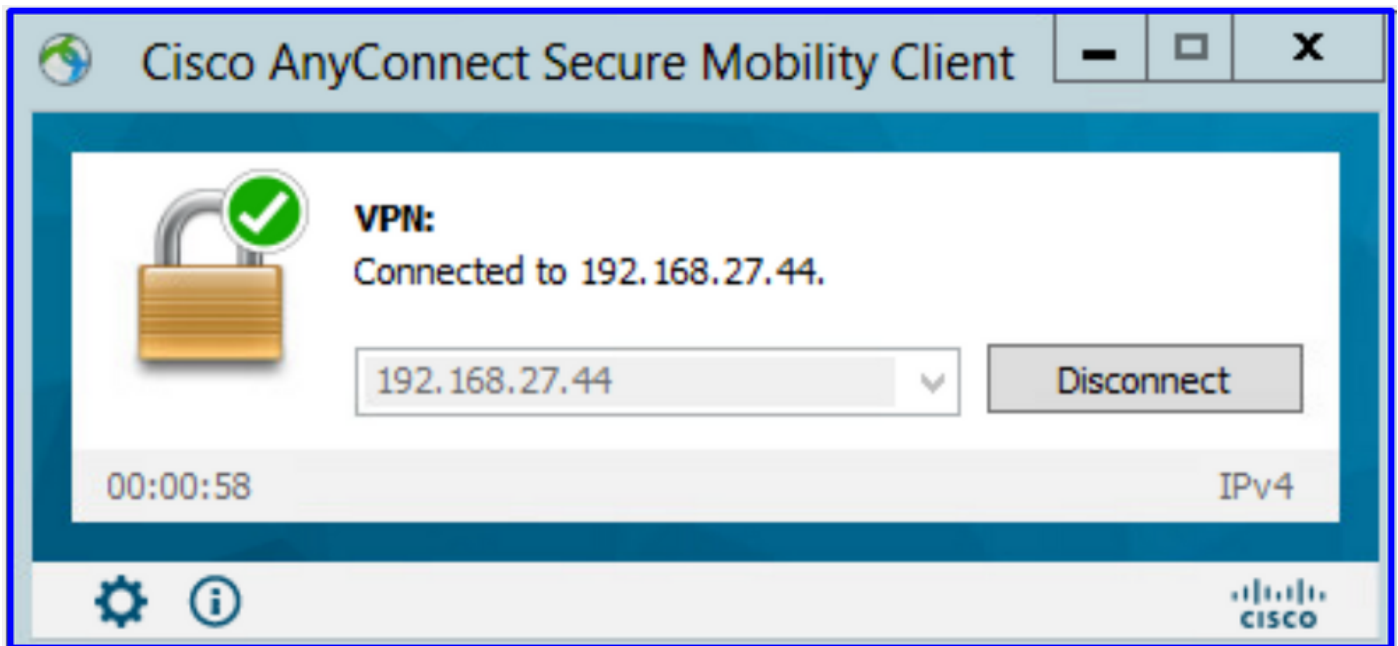 Cisco AnyConnect Secure Mobility Client
VPN:
Connected to 192.168.27.44.
192.168.27.44
Disconnect
00:00:58
IPv4
CISCO